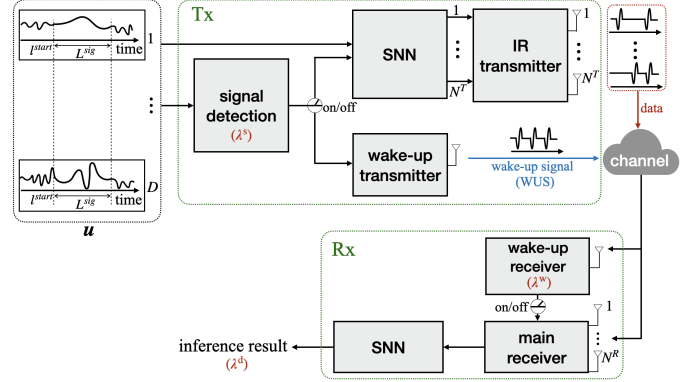 l^start
L^sig
time
1
l^start
L^sig
time
D
u
Tx
signal
detection
(λ^s)
on/off
SNN
1
N^T
IR
transmitter
1
N^T
wake-up
transmitter
wake-up signal
(WUS)
data
channel
Rx
wake-up
receiver
(λ^w)
on/off
main
receiver
1
N^R
SNN
inference result
(λ^d)